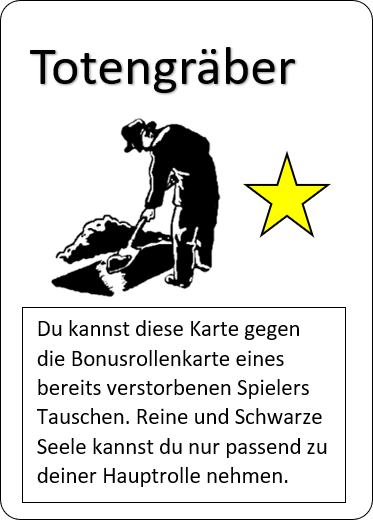 Totengräber
Du kannst diese Karte gegen
die Bonusrollenkarte eines
bereits verstorbenen Spielers
Tauschen. Reine und Schwarze
Seele kannst du nur passend zu
deiner Hauptrolle nehmen.